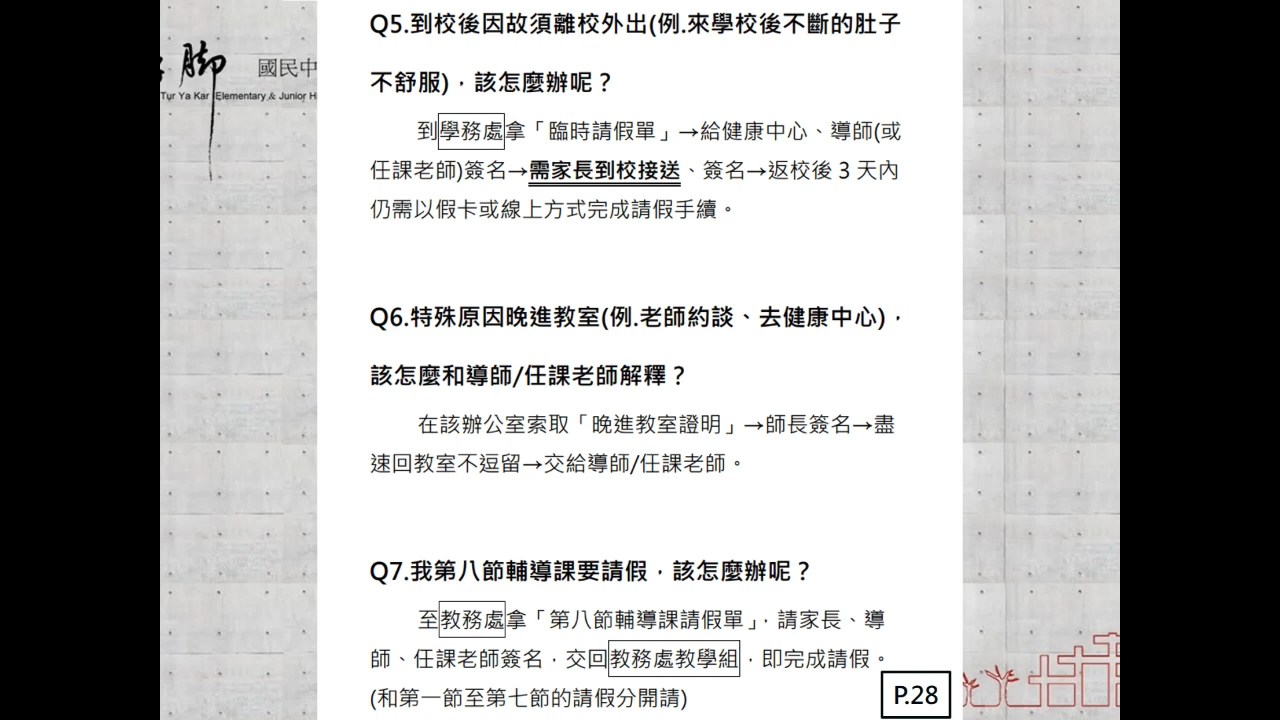 脚
國民中
Tur Ya Kar Elementary & Junior H
Q5.到校後因故須離校外出(例.來學校後不斷的肚子
不舒服)，該怎麼辦呢？
到學務處拿「臨時請假單」→給健康中心、導師(或
任課老師)簽名→需家長到校接送、簽名→返校後 3 天內
仍需以假卡或線上方式完成請假手續。
Q6.特殊原因晚進教室(例.老師約談、去健康中心)，
該怎麼和導師/任課老師解釋？
在該辦公室索取「晚進教室證明」→師長簽名→盡
速回教室不逗留→交給導師/任課老師。
Q7.我第八節輔導課要請假，該怎麼辦呢？
至教務處拿「第八節輔導課請假單」，請家長、導
師、任課老師簽名，交回教務處教學組，即完成請假。
(和第一節至第七節的請假分開請)
P.28